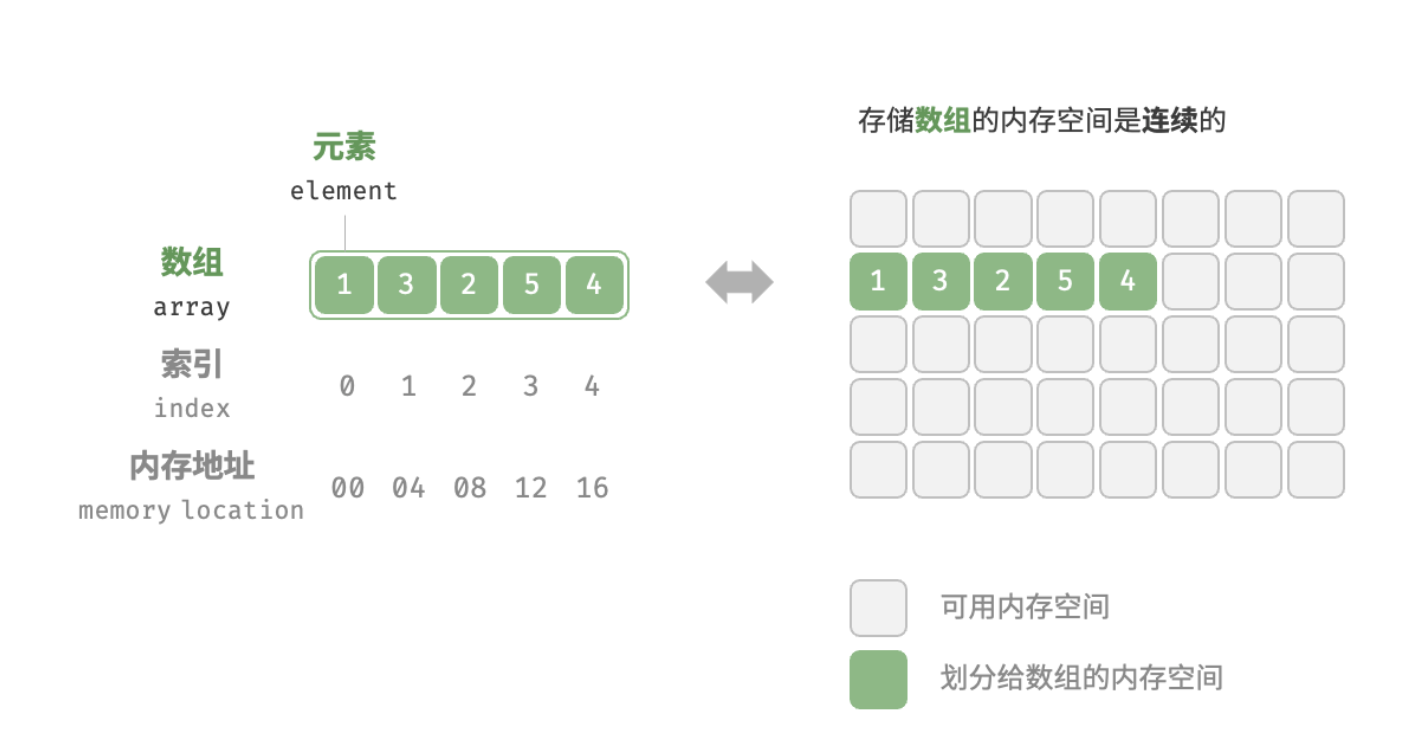 元素
element
数组
array
1 3 2 5 4
索引
index
0 1 2 3 4
内存地址
memory location
00 04 08 12 16
存储数组的内存空间是连续的
1 3 2 5 4
可用内存空间
划分给数组的内存空间